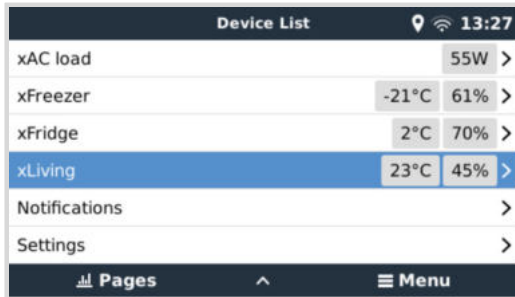 Device List 13:27
xAC load 55W
xFreezer -21°C 61%
xFridge 2°C 70%
xLiving 23°C 45%
Notifications
Settings
Pages Menu